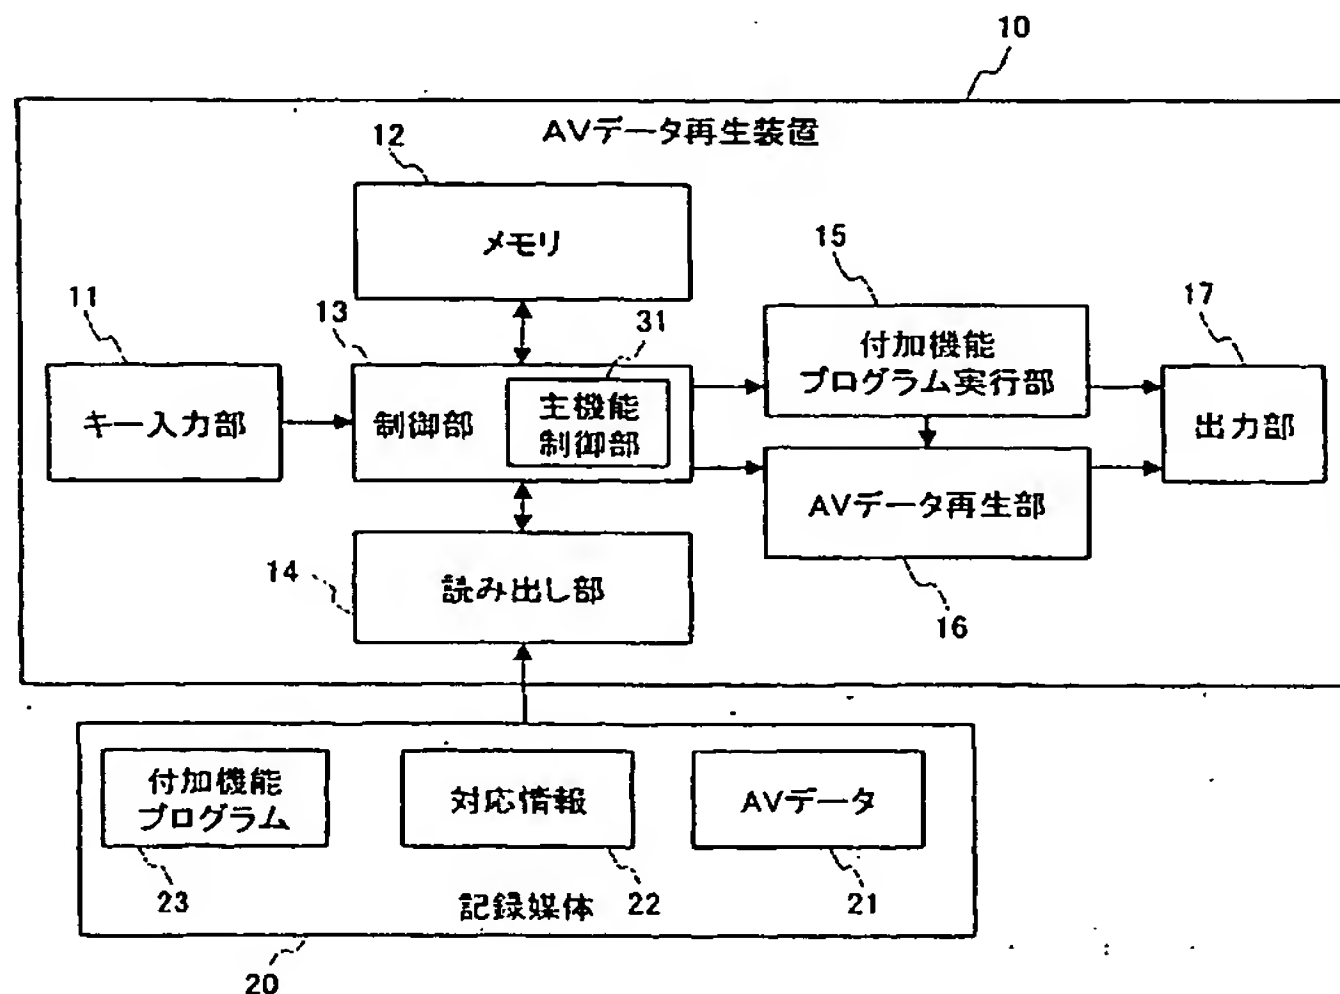 10
AVデータ再生装置
12
メモリ
15
11
13
31
17
付加機能
プログラム実行部
キー入力部
制御部
主機能
制御部
出力部
AVデータ再生部
14
読み出し部
16
付加機能
プログラム
対応情報
AVデータ
23
記録媒体
22
21
20